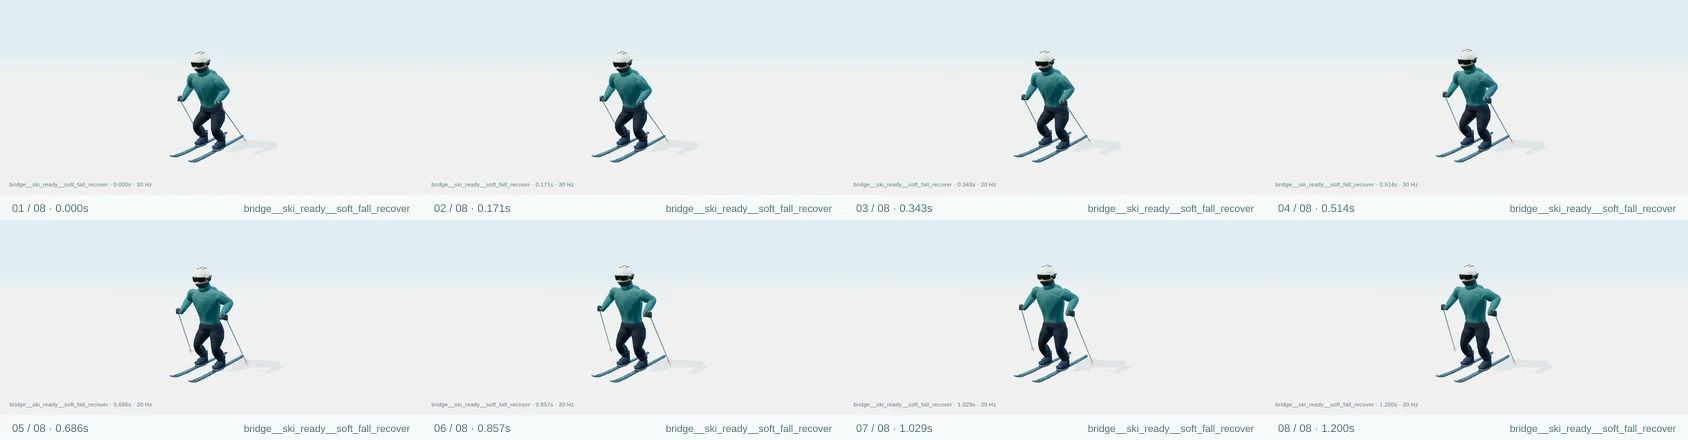 bridge__ski_ready__soft_fall_recover · 0.000s · 30 Hz
bridge__ski_ready__soft_fall_recover · 0.171s · 30 Hz
bridge__ski_ready__soft_fall_recover · 0.343s · 30 Hz
bridge__ski_ready__soft_fall_recover · 0.514s · 30 Hz
01 / 08 · 0.000s bridge__ski_ready__soft_fall_recover
02 / 08 · 0.171s bridge__ski_ready__soft_fall_recover
03 / 08 · 0.343s bridge__ski_ready__soft_fall_recover
04 / 08 · 0.514s bridge__ski_ready__soft_fall_recover
bridge__ski_ready__soft_fall_recover · 0.686s · 30 Hz
bridge__ski_ready__soft_fall_recover · 0.857s · 30 Hz
bridge__ski_ready__soft_fall_recover · 1.029s · 30 Hz
bridge__ski_ready__soft_fall_recover · 1.200s · 30 Hz
05 / 08 · 0.686s bridge__ski_ready__soft_fall_recover
06 / 08 · 0.857s bridge__ski_ready__soft_fall_recover
07 / 08 · 1.029s bridge__ski_ready__soft_fall_recover
08 / 08 · 1.200s bridge__ski_ready__soft_fall_recover